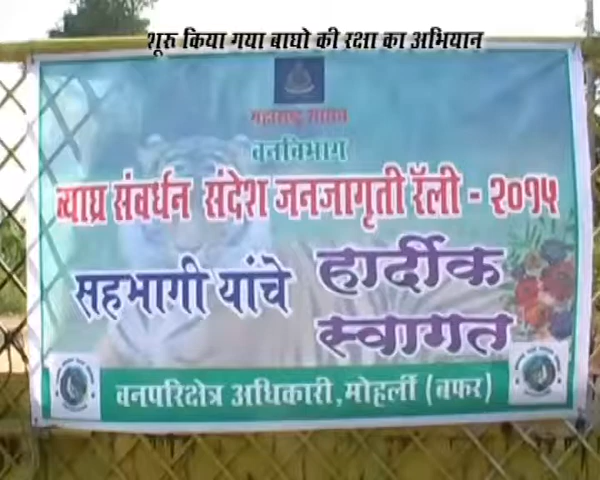 शुरू किया गया बाघो की रक्षा का अभियान
महाराष्ट्र शासन
वनविभाग
व्याघ्र संवर्धन संदेश जनजागृती रॅली - २०१५
सहभागी यांचे हार्दीक
स्वागत
वनपरिक्षेत्र अधिकारी, मोहर्ली (बफर)